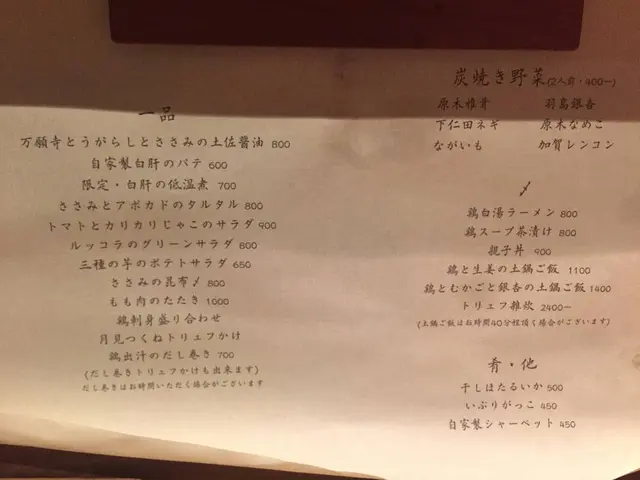 一品
万願寺とうがらしとささみの土佐醬油 800
自家製白肝のパテ 600
限定・白肝の低温煮 700
ささみとアボカドのタルタル 800
トマトとカリカリじゃこのサラダ 900
ルッコラのグリーンサラダ 800
三種の芋のポテトサラダ 650
ささみの昆布〆 800
もも肉のたたき 1000
鶏刺身盛り合わせ
月見つくねトリュフかけ
鶏出汁のだし巻き 700
(だし巻きトリュフかけも出来ます)
だし巻きはお時間いただく場合がございます
炭焼き野菜(2人前・400〜)
原木椎茸 羽島銀杏
下仁田ネギ 原木なめこ
ながいも 加賀レンコン
〆
鶏白湯ラーメン 800
鶏スープ茶漬け 800
親子丼 900
鶏と生姜の土鍋ご飯 1100
鶏とむかごと銀杏の土鍋ご飯 1400
トリュフ雑炊 2400〜
(土鍋ご飯はお時間40分程頂く場合がございます)
肴・他
干しほたるいか 500
いぶりがっこ 450
自家製シャーベット 450